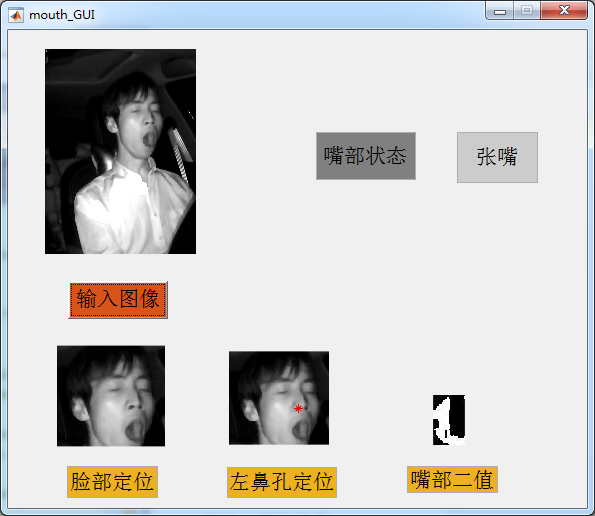 mouth_GUI
嘴部状态
张嘴
输入图像
脸部定位
左鼻孔定位
嘴部二值